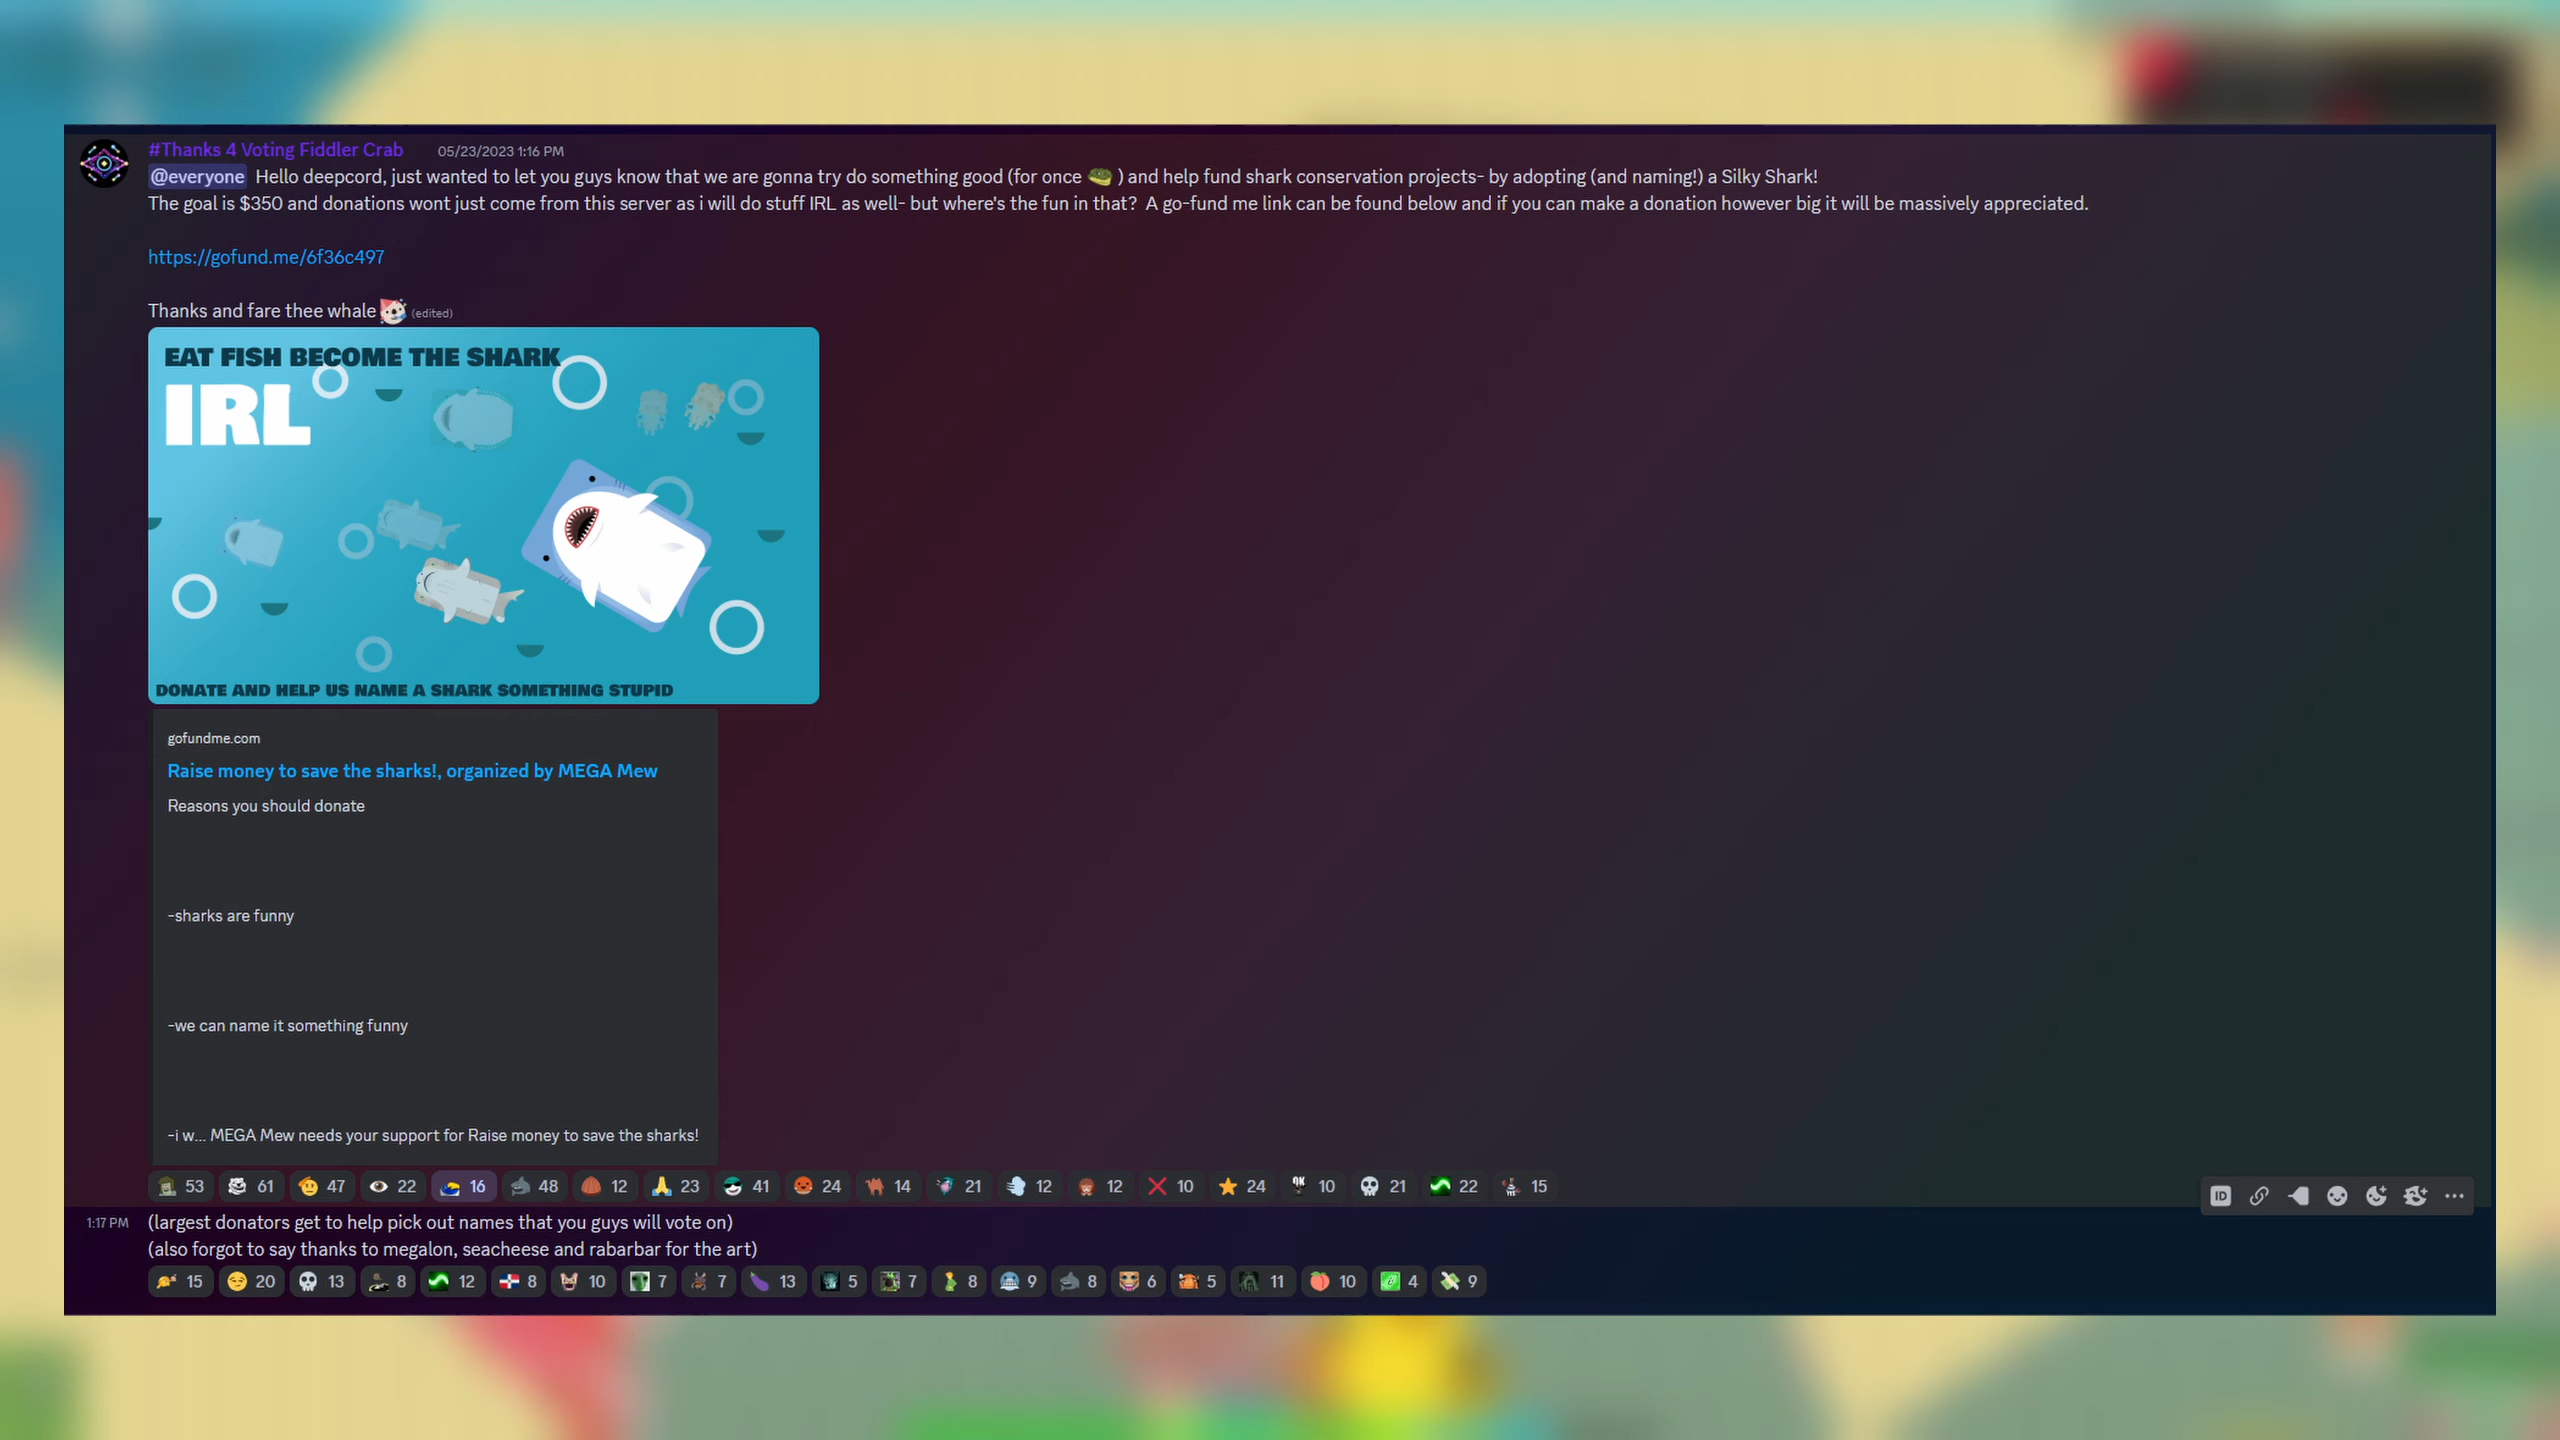 #Thanks 4 Voting Fiddler Crab 05/23/2023 1:16 PM
@everyone Hello deepcord, just wanted to let you guys know that we are gonna try do something good (for once ) and help fund shark conservation projects- by adopting (and naming!) a Silky Shark!
The goal is $350 and donations wont just come from this server as i will do stuff IRL as well- but where's the fun in that? A go-fund me link can be found below and if you can make a donation however big it will be massively appreciated.
https://gofund.me/6f36c497
Thanks and fare thee whale (edited)
EAT FISH BECOME THE SHARK
IRL
DONATE AND HELP US NAME A SHARK SOMETHING STUPID
gofundme.com
Raise money to save the sharks!, organized by MEGA Mew
Reasons you should donate
-sharks are funny
-we can name it something funny
-i w... MEGA Mew needs your support for Raise money to save the sharks!
53 61 47 22 16 48 12 23 41 24 14 21 12 12 10 24 10 21 22 15
ID
1:17 PM (largest donators get to help pick out names that you guys will vote on)
(also forgot to say thanks to megalon, seacheese and rabarbar for the art)
15 20 13 8 12 8 10 7 7 13 5 7 8 9 8 6 5 11 10 4 9